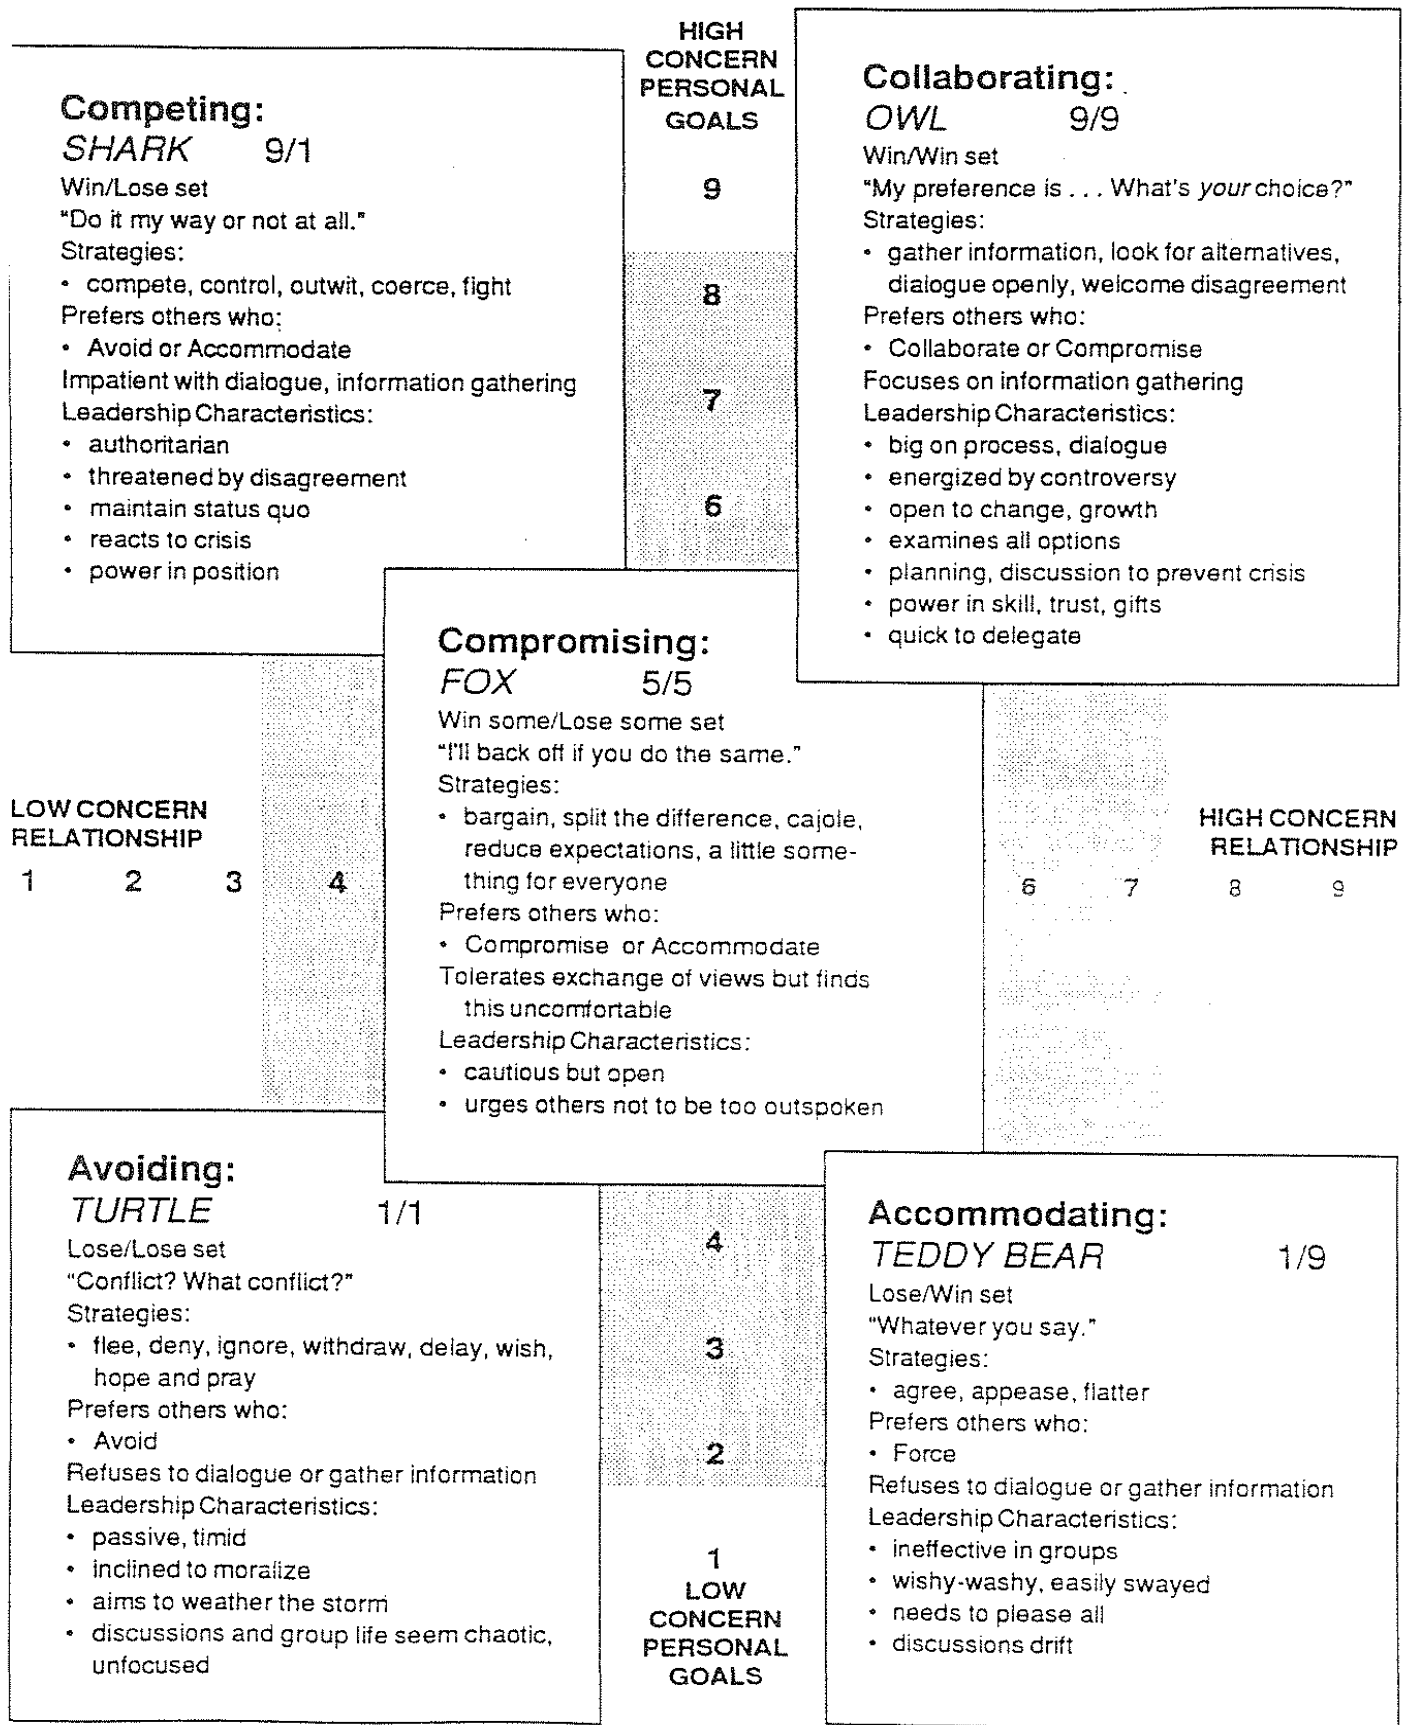 HIGH
CONCERN
PERSONAL
GOALS
Competing:
SHARK 9/1
Win/Lose set
"Do it my way or not at all."
Strategies:
• compete, control, outwit, coerce, fight
Prefers others who:
• Avoid or Accommodate
Impatient with dialogue, information gathering
Leadership Characteristics:
• authoritarian
• threatened by disagreement
• maintain status quo
• reacts to crisis
• power in position
9
8
7
6
Collaborating:
OWL 9/9
Win/Win set
"My preference is . . . What's your choice?"
Strategies:
• gather information, look for alternatives,
dialogue openly, welcome disagreement
Prefers others who:
• Collaborate or Compromise
Focuses on information gathering
Leadership Characteristics:
• big on process, dialogue
• energized by controversy
• open to change, growth
• examines all options
• planning, discussion to prevent crisis
• power in skill, trust, gifts
• quick to delegate
LOW CONCERN
RELATIONSHIP
1 2 3 4
Compromising:
FOX 5/5
Win some/Lose some set
"I'll back off if you do the same."
Strategies:
• bargain, split the difference, cajole,
reduce expectations, a little some-
thing for everyone
Prefers others who:
• Compromise or Accommodate
Tolerates exchange of views but finds
this uncomfortable
Leadership Characteristics:
• cautious but open
• urges others not to be too outspoken
HIGH CONCERN
RELATIONSHIP
6 7 8 9
Avoiding:
TURTLE 1/1
Lose/Lose set
"Conflict? What conflict?"
Strategies:
• flee, deny, ignore, withdraw, delay, wish,
hope and pray
Prefers others who:
• Avoid
Refuses to dialogue or gather information
Leadership Characteristics:
• passive, timid
• inclined to moralize
• aims to weather the storm
• discussions and group life seem chaotic,
unfocused
4
3
2
1
LOW
CONCERN
PERSONAL
GOALS
Accommodating:
TEDDY BEAR 1/9
Lose/Win set
"Whatever you say."
Strategies:
• agree, appease, flatter
Prefers others who:
• Force
Refuses to dialogue or gather information
Leadership Characteristics:
• ineffective in groups
• wishy-washy, easily swayed
• needs to please all
• discussions drift